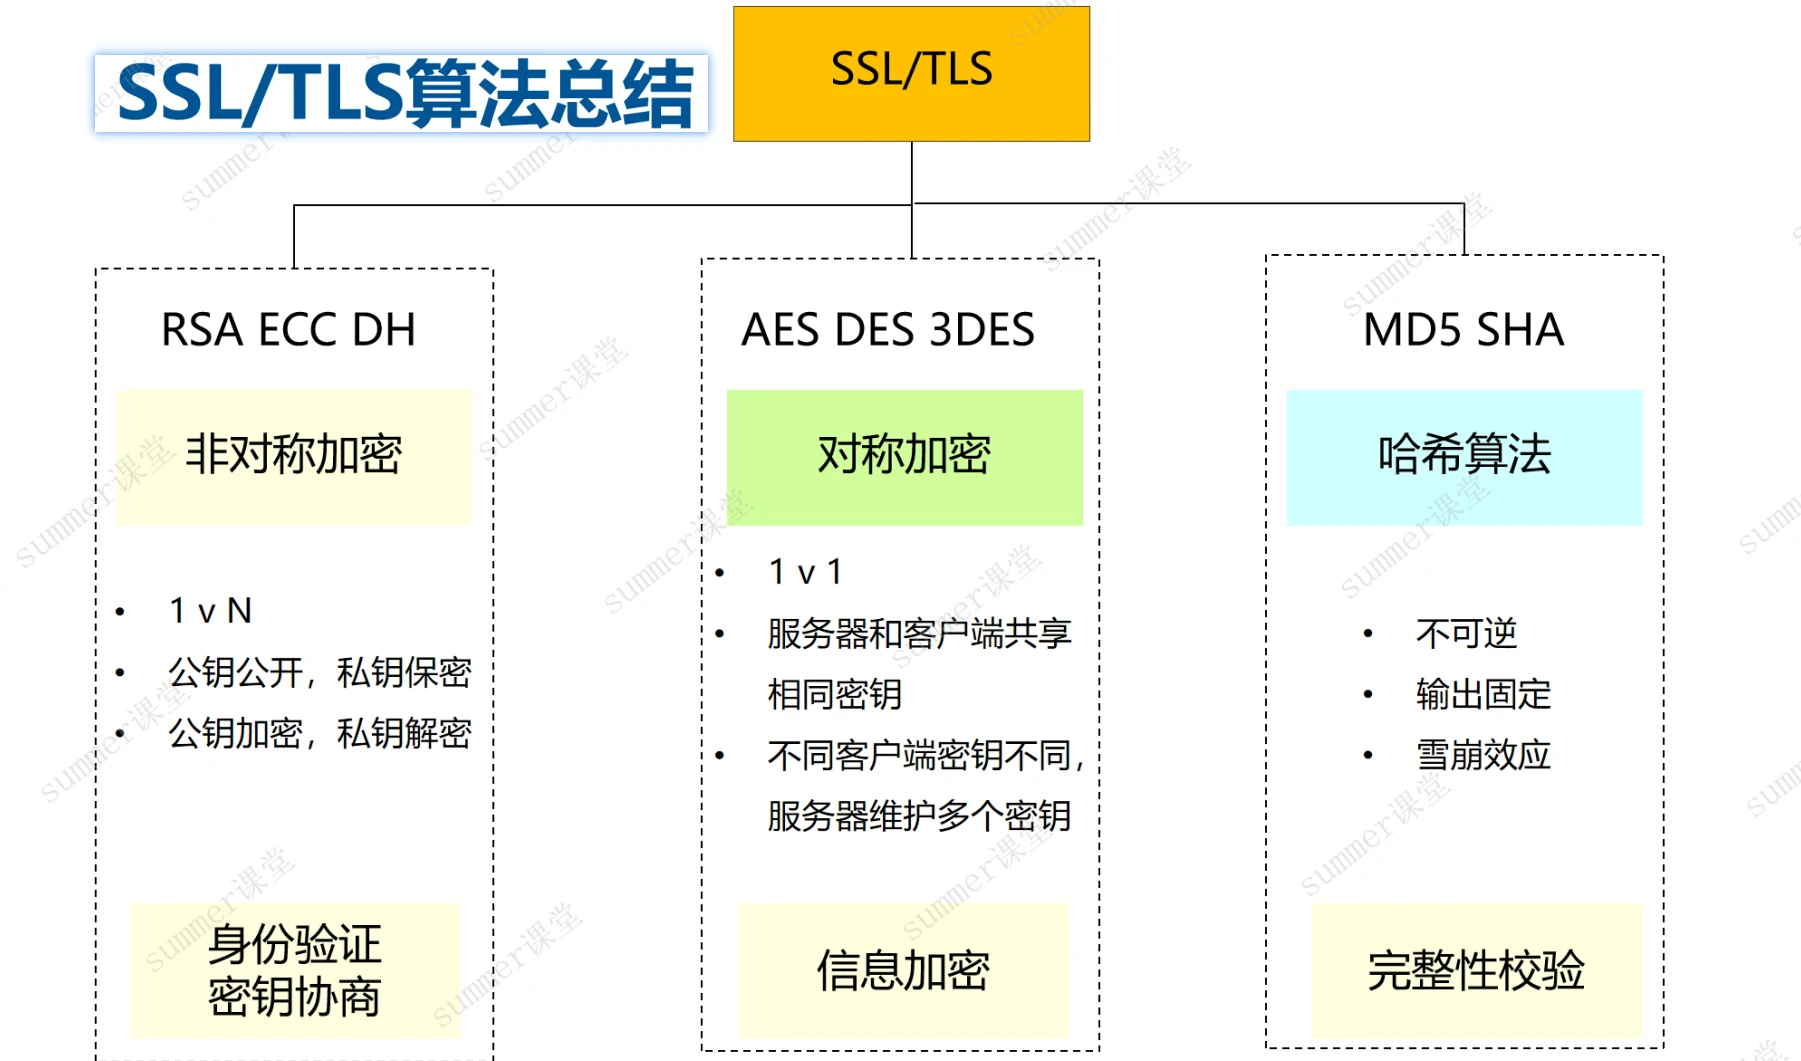 SSL/TLS算法总结
SSL/TLS
RSA ECC DH
非对称加密
• 1 v N
• 公钥公开，私钥保密
• 公钥加密，私钥解密
身份验证
密钥协商
AES DES 3DES
对称加密
• 1 v 1
• 服务器和客户端共享
相同密钥
• 不同客户端密钥不同，
服务器维护多个密钥
信息加密
MD5 SHA
哈希算法
• 不可逆
• 输出固定
• 雪崩效应
完整性校验
summer课堂